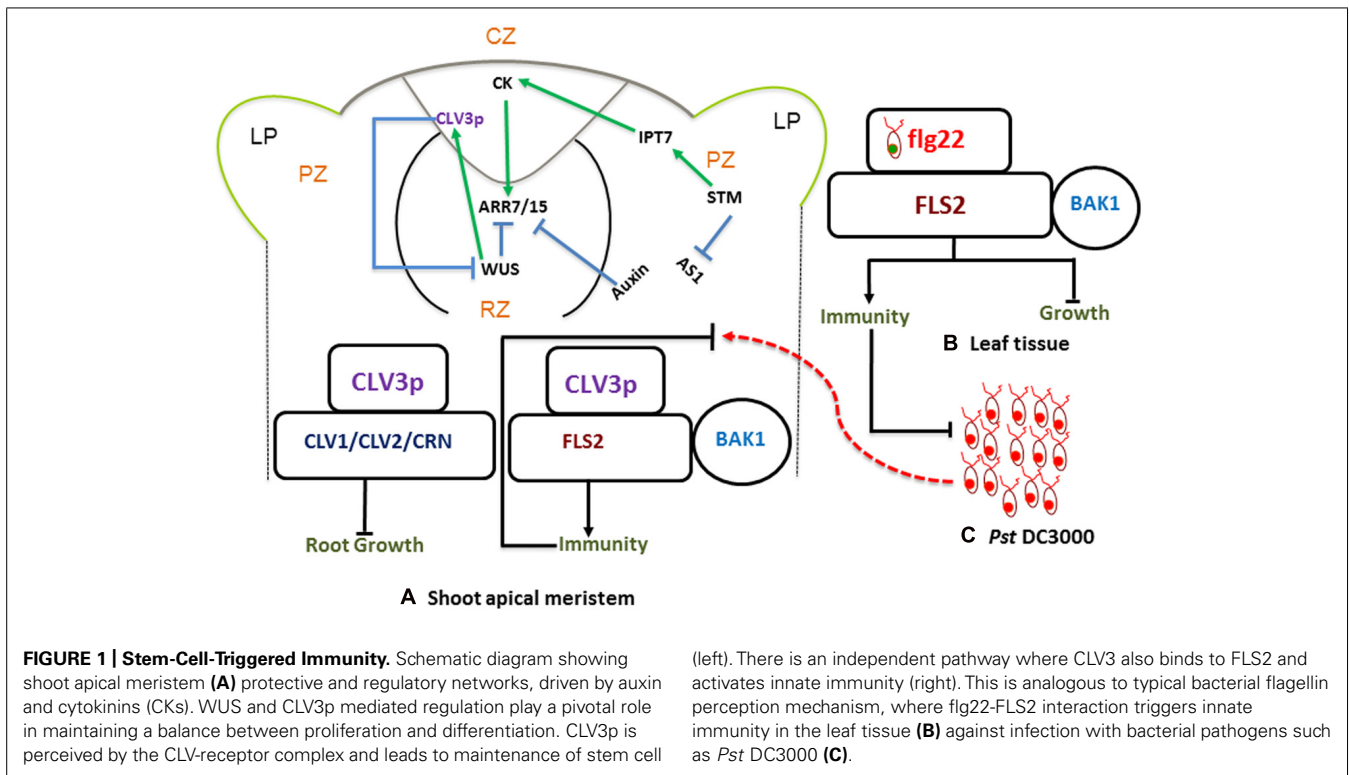 CZ
CK
CLV3p
LP
LP
IPT7
PZ
PZ
STM
ARR7/15
AS1
WUS
Auxin
RZ
flg22
FLS2
BAK1
Immunity
Growth
B Leaf tissue
CLV3p
CLV3p
CLV1/CLV2/CRN
FLS2
BAK1
Root Growth
Immunity
C Pst DC3000
A Shoot apical meristem
FIGURE 1 | Stem-Cell-Triggered Immunity. Schematic diagram showing
shoot apical meristem (A) protective and regulatory networks, driven by auxin
and cytokinins (CKs). WUS and CLV3p mediated regulation play a pivotal role
in maintaining a balance between proliferation and differentiation. CLV3p is
perceived by the CLV-receptor complex and leads to maintenance of stem cell
(left). There is an independent pathway where CLV3 also binds to FLS2 and
activates innate immunity (right). This is analogous to typical bacterial flagellin
perception mechanism, where flg22-FLS2 interaction triggers innate
immunity in the leaf tissue (B) against infection with bacterial pathogens such
as Pst DC3000 (C).